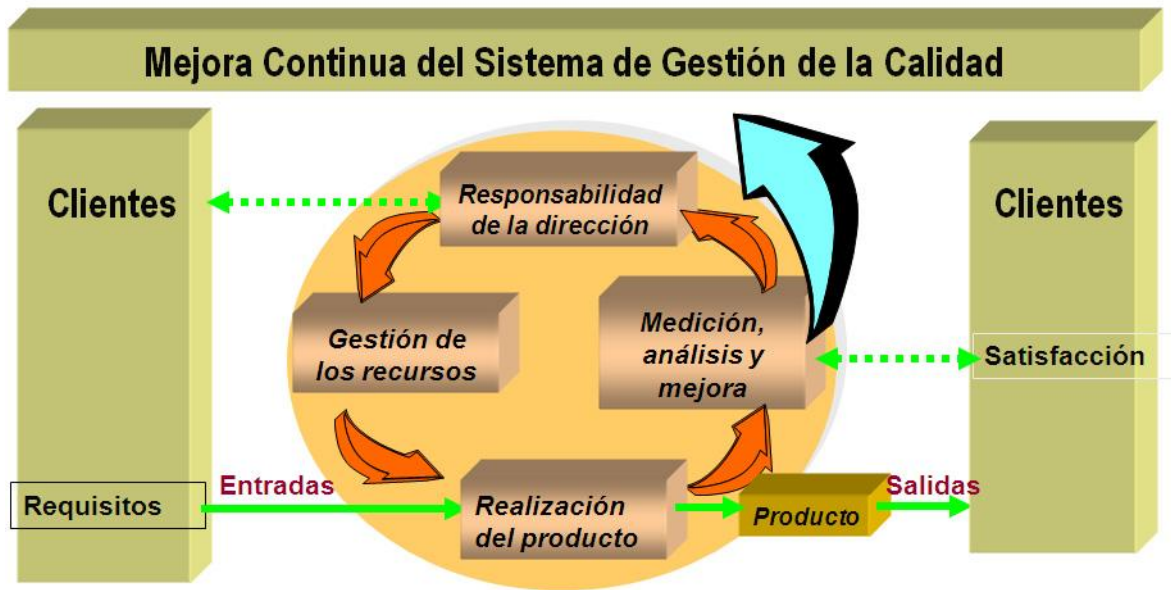 Mejora Continua del Sistema de Gestión de la Calidad
Clientes
Responsabilidad
de la dirección
Clientes
Gestión de
los recursos
Medición,
análisis y
mejora
Satisfacción
Requisitos
Entradas
Realización
del producto
Producto
Salidas